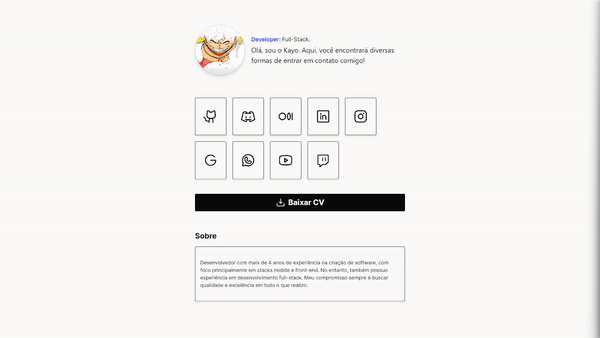 Developer: Full-Stack.
Olá, sou o Kayo. Aqui, você encontrará diversas
formas de entrar em contato comigo!
Baixar CV
Sobre
Desenvolvedor com mais de 4 anos de experiência na criação de software, com
foco principalmente em stacks mobile e front-end. No entanto, também possuo
experiência em desenvolvimento full-stack. Meu compromisso sempre é buscar
qualidade e excelência em tudo o que realizo.